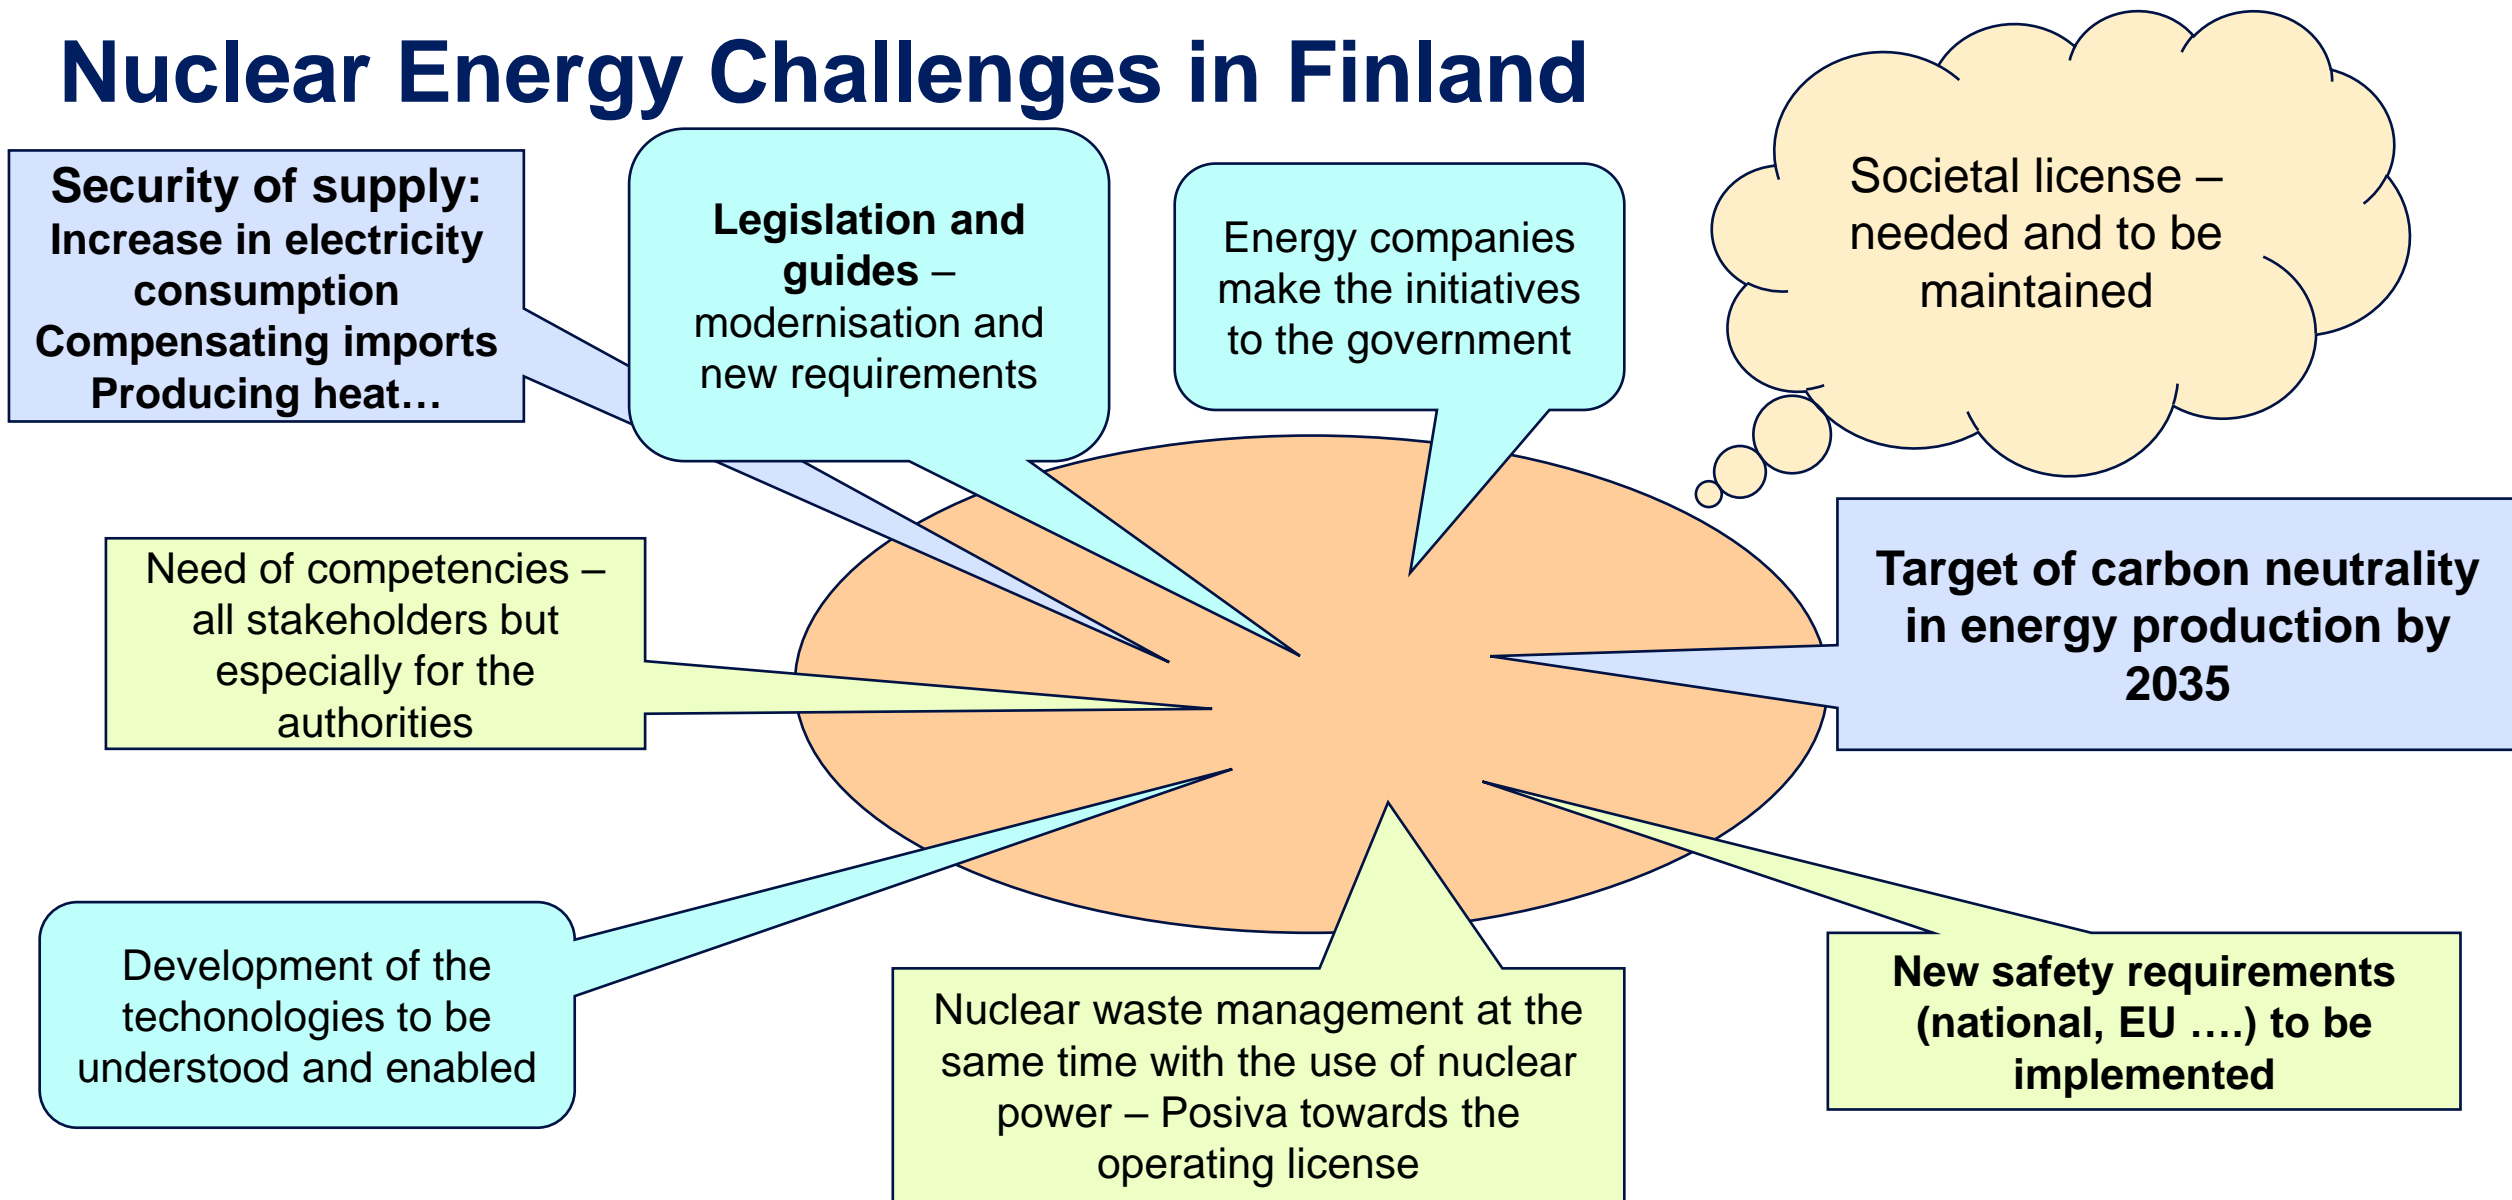 Nuclear Energy Challenges in Finland
Security of supply:
Increase in electricity
consumption
Compensating imports
Producing heat…
Legislation and
guides –
modernisation and
new requirements
Energy companies
make the initiatives
to the government
Societal license –
needed and to be
maintained
Need of competencies –
all stakeholders but
especially for the
authorities
Target of carbon neutrality
in energy production by
2035
Development of the
techonologies to be
understood and enabled
Nuclear waste management at the
same time with the use of nuclear
power – Posiva towards the
operating license
New safety requirements
(national, EU ....) to be
implemented